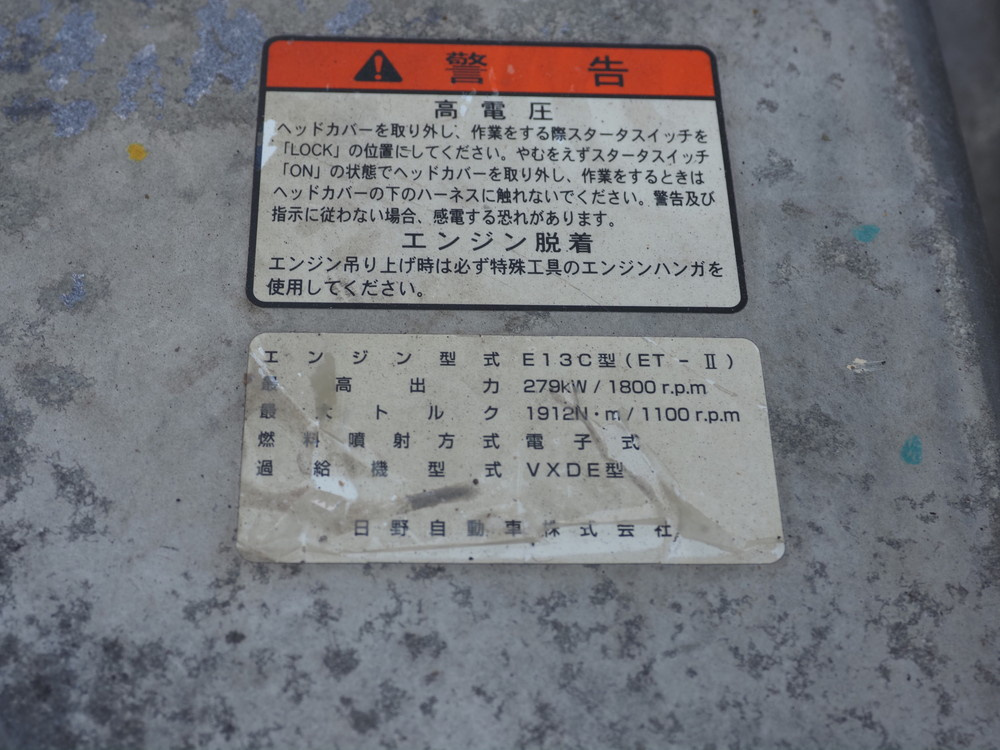 警告
高電圧
ヘッドカバーを取り外し、作業をする際スタータスイッチを
「LOCK」の位置にしてください。やむをえずスタータスイッチ
「ON」の状態でヘッドカバーを取り外し、作業をするときは
ヘッドカバーの下のハーネスに触れないでください。警告及び
指示に従わない場合、感電する恐れがあります。
エンジン脱着
エンジン吊り上げ時は必ず特殊工具のエンジンハンガを
使用してください。
エンジン型式 E13C型(ET-Ⅱ)
最高出力 279kW/1800r.p.m
最大トルク 1912N・m/1100r.p.m
燃料噴射方式 電子式
過給機型式 VXDE型
日野自動車株式会社